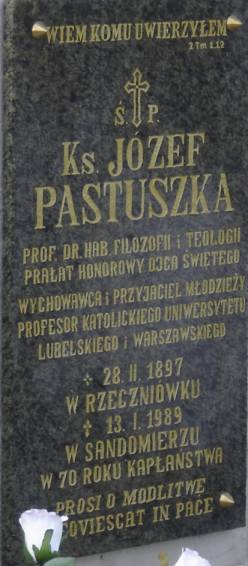 WIEM KOMU UWIERZYŁEM
2 Tm 1.12
Ś. P.
Ks. JÓZEF
PASTUSZKA
PROF. DR. HAB. FILOZOFII i TEOLOGII
PRAŁAT HONOROWY OJCA ŚWIĘTEGO
WYCHOWAWCA i PRZYJACIEL MŁODZIEŻY
PROFESOR KATOLICKIEGO UNIWERSYTETU
LUBELSKIEGO i WARSZAWSKIEGO
28. II. 1897
W RZECZNIÓWKU
13. I. 1989
W SANDOMIERZU
W 70 ROKU KAPŁAŃSTWA
PROSI O MODLITWĘ
IN PACE